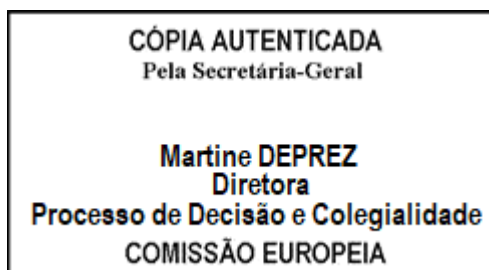 CÓPIA AUTENTICADA
Pela Secretária-Geral
Martine DEPREZ
Diretora
Processo de Decisão e Colegialidade
COMISSÃO EUROPEIA